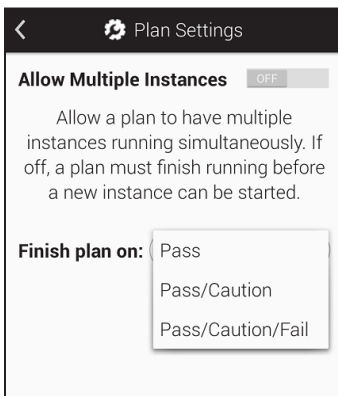 Plan Settings
Allow Multiple Instances OFF
Allow a plan to have multiple
instances running simultaneously. If
off, a plan must finish running before
a new instance can be started.
Finish plan on: Pass
Pass/Caution
Pass/Caution/Fail